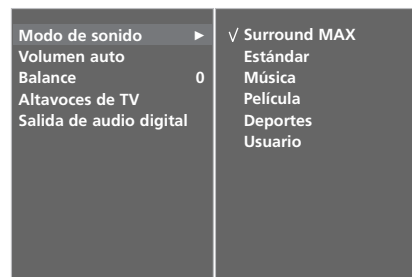 Modo de sonido ►
Volumen auto
Balance 0
Altavoces de TV
Salida de audio digital
√ Surround MAX
Estándar
Música
Película
Deportes
Usuario